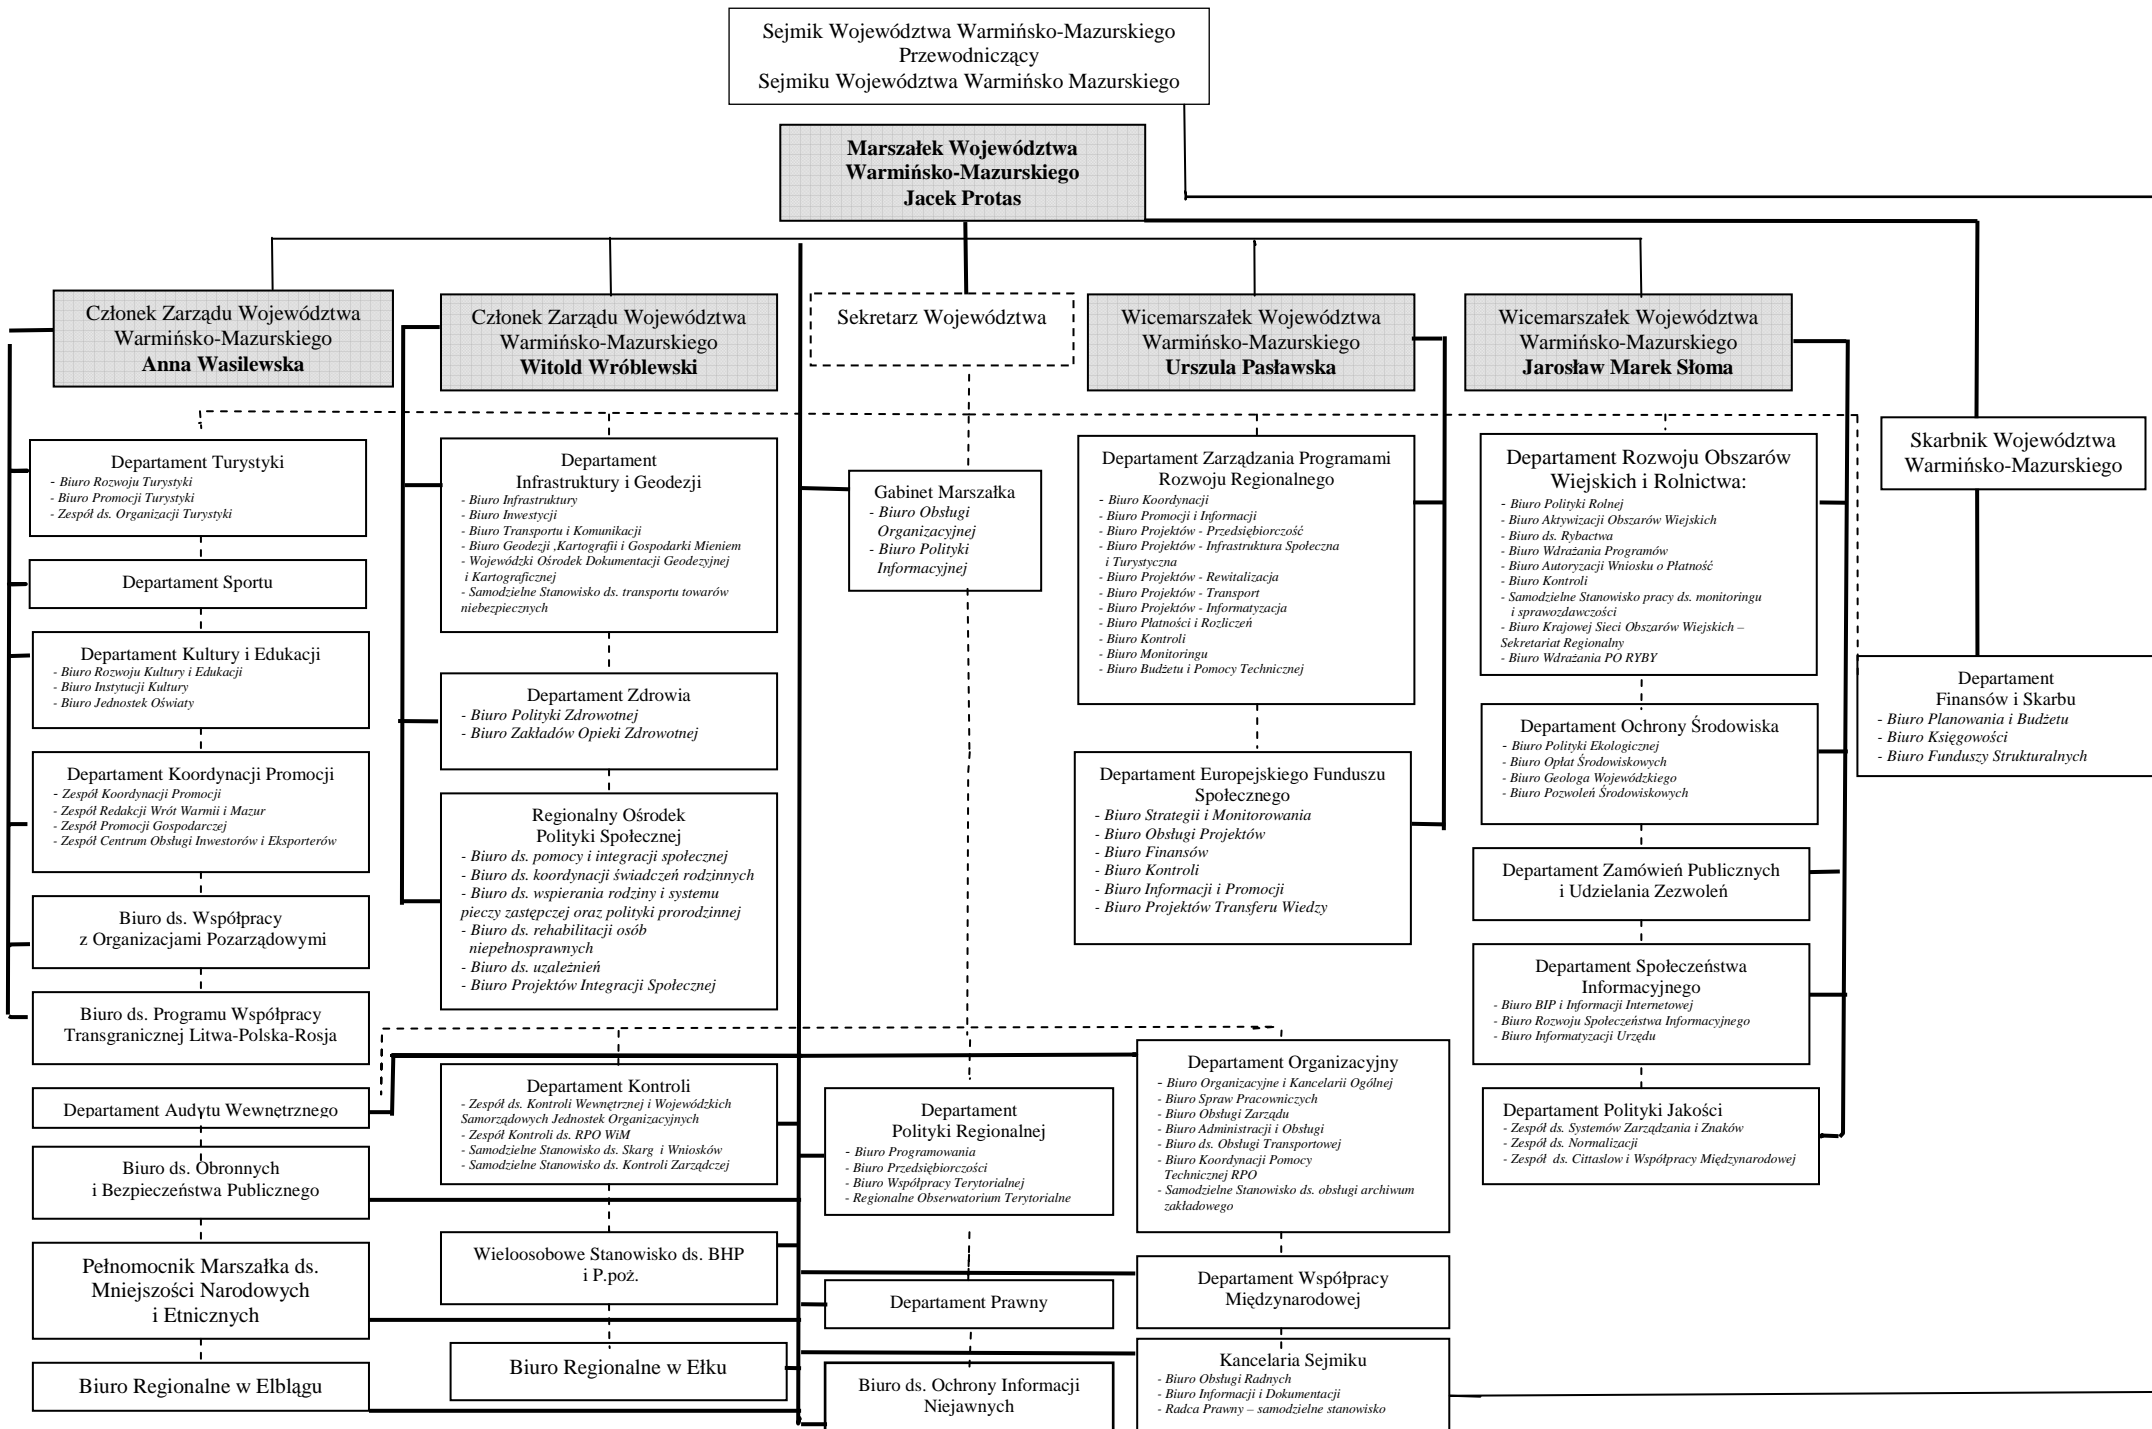 Sejmik Województwa Warmińsko-Mazurskiego
Przewodniczący
Sejmiku Województwa Warmińsko Mazurskiego
Marszałek Województwa
Warmińsko-Mazurskiego
Jacek Protas
Członek Zarządu Województwa
Warmińsko-Mazurskiego
Anna Wasilewska
Członek Zarządu Województwa
Warmińsko-Mazurskiego
Witold Wróblewski
Sekretarz Województwa
Wicemarszałek Województwa
Warmińsko-Mazurskiego
Urszula Pasławska
Wicemarszałek Województwa
Warmińsko-Mazurskiego
Jarosław Marek Słoma
Skarbnik Województwa
Warmińsko-Mazurskiego
Departament Turystyki
- Biuro Rozwoju Turystyki
- Biuro Promocji Turystyki
- Zespół ds. Organizacji Turystyki
Departament Sportu
Departament Kultury i Edukacji
- Biuro Rozwoju Kultury i Edukacji
- Biuro Instytucji Kultury
- Biuro Jednostek Oświaty
Departament Koordynacji Promocji
- Zespół Koordynacji Promocji
- Zespół Redakcji Wrót Warmii i Mazur
- Zespół Promocji Gospodarczej
- Zespół Centrum Obsługi Inwestorów i Eksporterów
Biuro ds. Współpracy
z Organizacjami Pozarządowymi
Biuro ds. Programu Współpracy
Transgranicznej Litwa-Polska-Rosja
Departament Audytu Wewnętrznego
Biuro ds. Obronnych
i Bezpieczeństwa Publicznego
Pełnomocnik Marszałka ds.
Mniejszości Narodowych
i Etnicznych
Biuro Regionalne w Elblągu
Departament
Infrastruktury i Geodezji
- Biuro Infrastruktury
- Biuro Inwestycji
- Biuro Transportu i Komunikacji
- Biuro Geodezji ,Kartografii i Gospodarki Mieniem
- Wojewódzki Ośrodek Dokumentacji Geodezyjnej
i Kartograficznej
- Samodzielne Stanowisko ds. transportu towarów
niebezpiecznych
Departament Zdrowia
- Biuro Polityki Zdrowotnej
- Biuro Zakładów Opieki Zdrowotnej
Regionalny Ośrodek
Polityki Społecznej
- Biuro ds. pomocy i integracji społecznej
- Biuro ds. koordynacji świadczeń rodzinnych
- Biuro ds. wspierania rodziny i systemu
pieczy zastępczej oraz polityki prorodzinnej
- Biuro ds. rehabilitacji osób
niepełnosprawnych
- Biuro ds. uzależnień
- Biuro Projektów Integracji Społecznej
Departament Kontroli
- Zespół ds. Kontroli Wewnętrznej i Wojewódzkich
Samorządowych Jednostek Organizacyjnych
- Zespół Kontroli ds. RPO WiM
- Samodzielne Stanowisko ds. Skarg i Wniosków
- Samodzielne Stanowisko ds. Kontroli Zarządczej
Wieloosobowe Stanowisko ds. BHP
i P.poż.
Biuro Regionalne w Ełku
Gabinet Marszałka
- Biuro Obsługi
Organizacyjnej
- Biuro Polityki
Informacyjnej
Departament
Polityki Regionalnej
- Biuro Programowania
- Biuro Przedsiębiorczości
- Biuro Współpracy Terytorialnej
- Regionalne Obserwatorium Terytorialne
Departament Prawny
Biuro ds. Ochrony Informacji
Niejawnych
Departament Zarządzania Programami
Rozwoju Regionalnego
- Biuro Koordynacji
- Biuro Promocji i Informacji
- Biuro Projektów - Przedsiębiorczość
- Biuro Projektów - Infrastruktura Społeczna
i Turystyczna
- Biuro Projektów - Rewitalizacja
- Biuro Projektów - Transport
- Biuro Projektów - Informatyzacja
- Biuro Płatności i Rozliczeń
- Biuro Kontroli
- Biuro Monitoringu
- Biuro Budżetu i Pomocy Technicznej
Departament Europejskiego Funduszu
Społecznego
- Biuro Strategii i Monitorowania
- Biuro Obsługi Projektów
- Biuro Finansów
- Biuro Kontroli
- Biuro Informacji i Promocji
- Biuro Projektów Transferu Wiedzy
Departament Organizacyjny
- Biuro Organizacyjne i Kancelarii Ogólnej
- Biuro Spraw Pracowniczych
- Biuro Obsługi Zarządu
- Biuro Administracji i Obsługi
- Biuro ds. Obsługi Transportowej
- Biuro Koordynacji Pomocy
Technicznej RPO
- Samodzielne Stanowisko ds. obsługi archiwum
zakładowego
Departament Współpracy
Międzynarodowej
Kancelaria Sejmiku
- Biuro Obsługi Radnych
- Biuro Informacji i Dokumentacji
- Radca Prawny – samodzielne stanowisko
Departament Rozwoju Obszarów
Wiejskich i Rolnictwa:
- Biuro Polityki Rolnej
- Biuro Aktywizacji Obszarów Wiejskich
- Biuro ds. Rybactwa
- Biuro Wdrażania Programów
- Biuro Autoryzacji Wniosku o Płatność
- Biuro Kontroli
- Samodzielne Stanowisko pracy ds. monitoringu
i sprawozdawczości
- Biuro Krajowej Sieci Obszarów Wiejskich –
Sekretariat Regionalny
- Biuro Wdrażania PO RYBY
Departament Ochrony Środowiska
- Biuro Polityki Ekologicznej
- Biuro Opłat Środowiskowych
- Biuro Geologa Wojewódzkiego
- Biuro Pozwoleń Środowiskowych
Departament Zamówień Publicznych
i Udzielania Zezwoleń
Departament Społeczeństwa
Informacyjnego
- Biuro BIP i Informacji Internetowej
- Biuro Rozwoju Społeczeństwa Informacyjnego
- Biuro Informatyzacji Urzędu
Departament Polityki Jakości
- Zespół ds. Systemów Zarządzania i Znaków
- Zespół ds. Normalizacji
- Zespół ds. Cittaslow i Współpracy Międzynarodowej
Departament
Finansów i Skarbu
- Biuro Planowania i Budżetu
- Biuro Księgowości
- Biuro Funduszy Strukturalnych